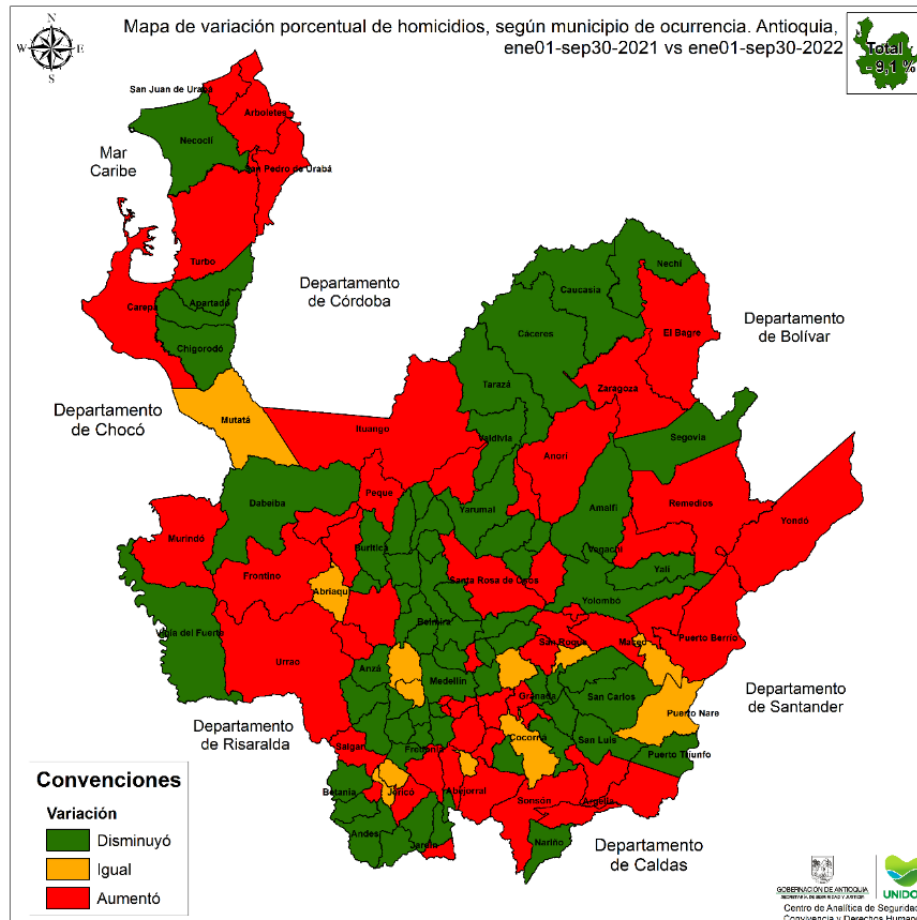 Mapa de variación porcentual de homicidios, según municipio de ocurrencia. Antioquia,
ene01-sep30-2021 vs ene01-sep30-2022
Total
- 9,1 %
N
W E
S
San Juan de Urabá
Arboletes
Necoclí
Mar
Caribe
San Pedro de Urabá
Turbo
Departamento
de Córdoba
Nechí
Caucasia
Apartadó
Carepa
Cáceres
El Bagre
Departamento
de Bolívar
Chigorodó
Tarazá
Zaragoza
Departamento
de Chocó
Mutatá
Ituango
Valdivia
Segovia
Anorí
Peque
Dabeiba
Yarumal
Amalfi
Remedios
Yondó
Murindó
Buriticá
Vegachí
Frontino
Abriaqu
Santa Rosa de Osos
Yalí
Yolombó
Vigía del Fuerte
Belmira
San Roque
Maceo
Puerto Berrío
Urrao
Anzá
Medellín
Granada
San Carlos
Departamento
de Santander
Puerto Nare
Departamento
de Risaralda
Salgar
Fredonia
Cocorná
San Luis
Puerto Triunfo
Betania
Jericó
Abejorral
Sonsón
Argelia
Andes
Jardín
Nariño
Departamento
de Caldas
Convenciones
Variación
Disminuyó
Igual
Aumentó
GOBERNACIÓN DE ANTIOQUIA
UNIDO
Centro de Analítica de Seguridad
Convivencia y Derechos Humano